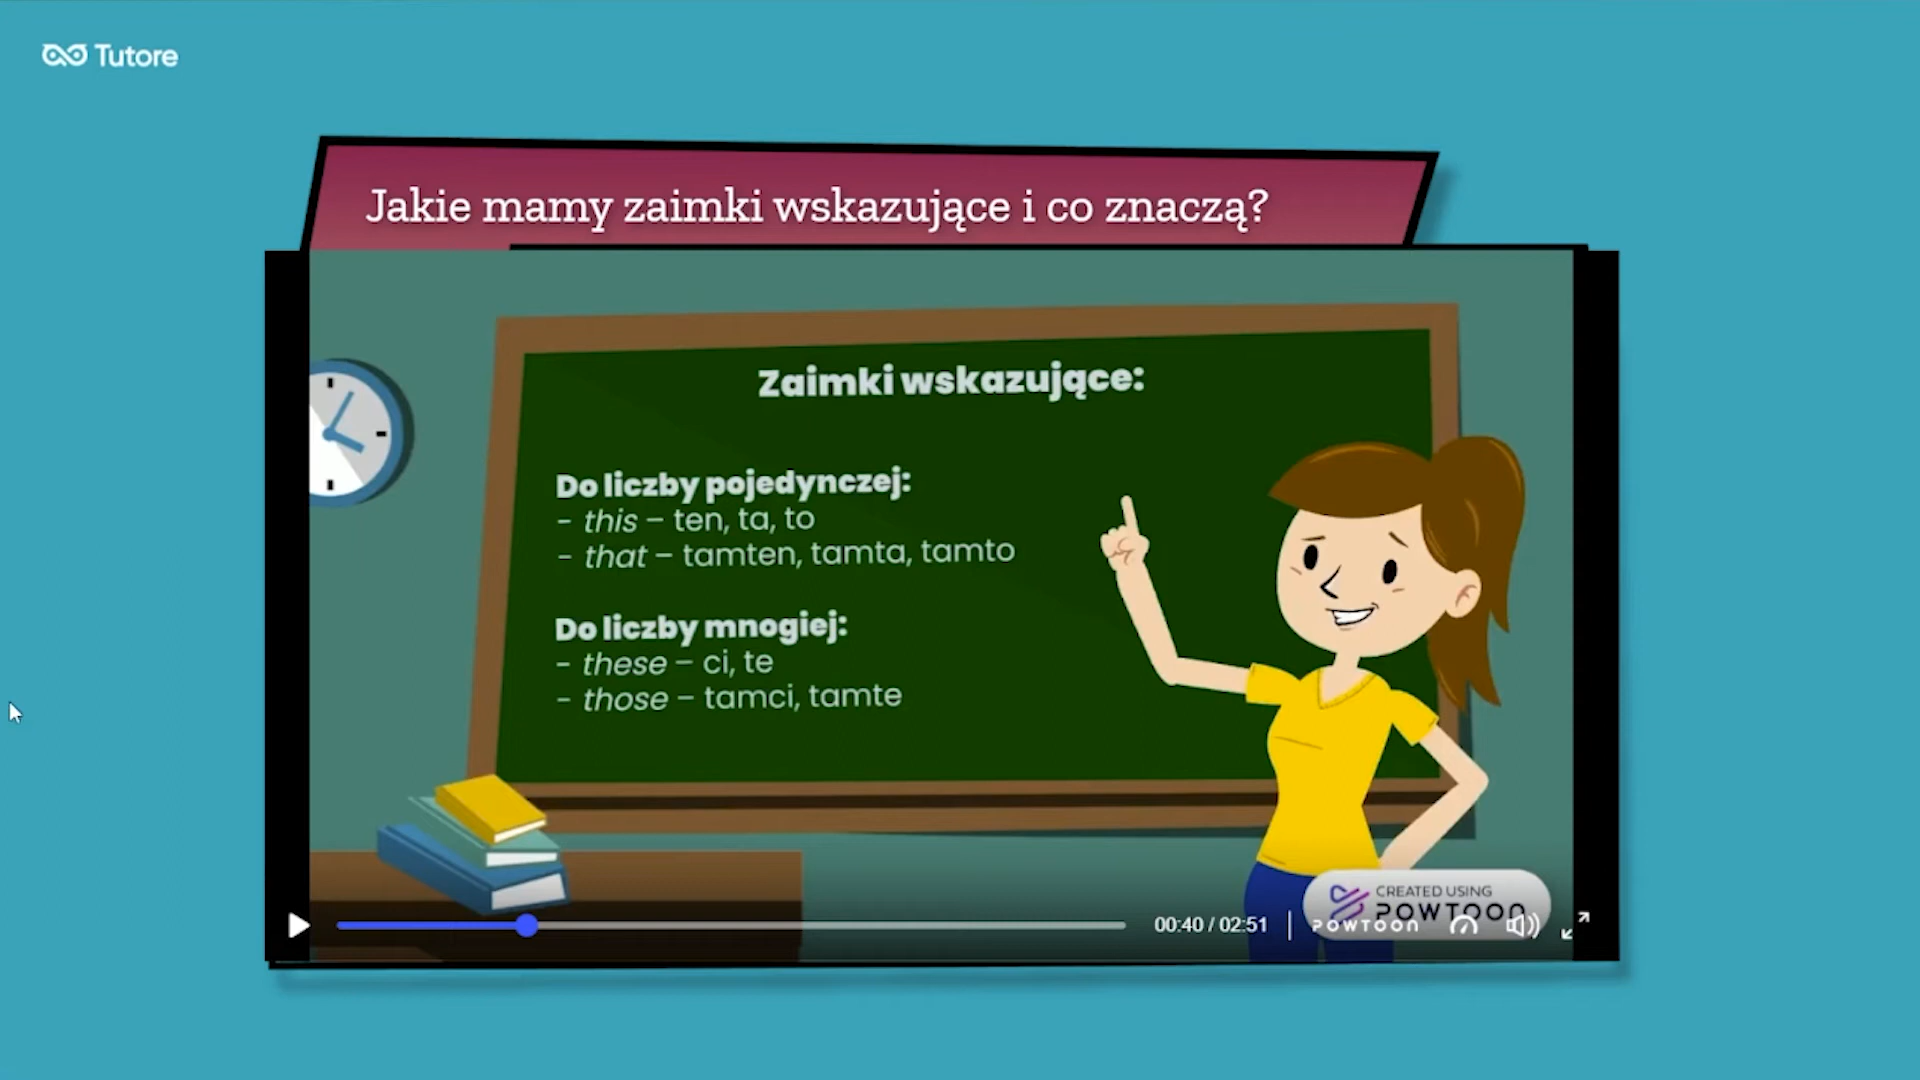 Tutore
Jakie mamy zaimki wskazujące i co znaczą?
Zaimki wskazujące:
Do liczby pojedynczej:
- this – ten, ta, to
- that – tamten, tamta, tamto
Do liczby mnogiej:
- these – ci, te
- those – tamci, tamte
CREATED USING
POWTOON
00:40 / 02:51
POWTOON